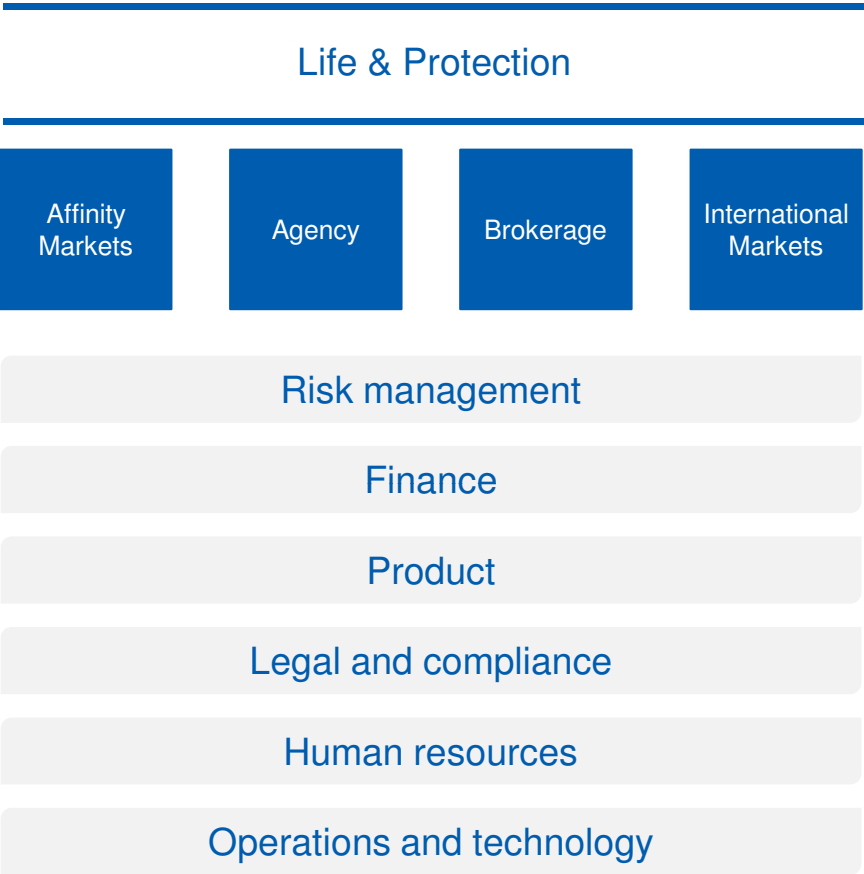 Life & Protection
Affinity
Markets
Agency
Brokerage
International
Markets
Risk management
Finance
Product
Legal and compliance
Human resources
Operations and technology